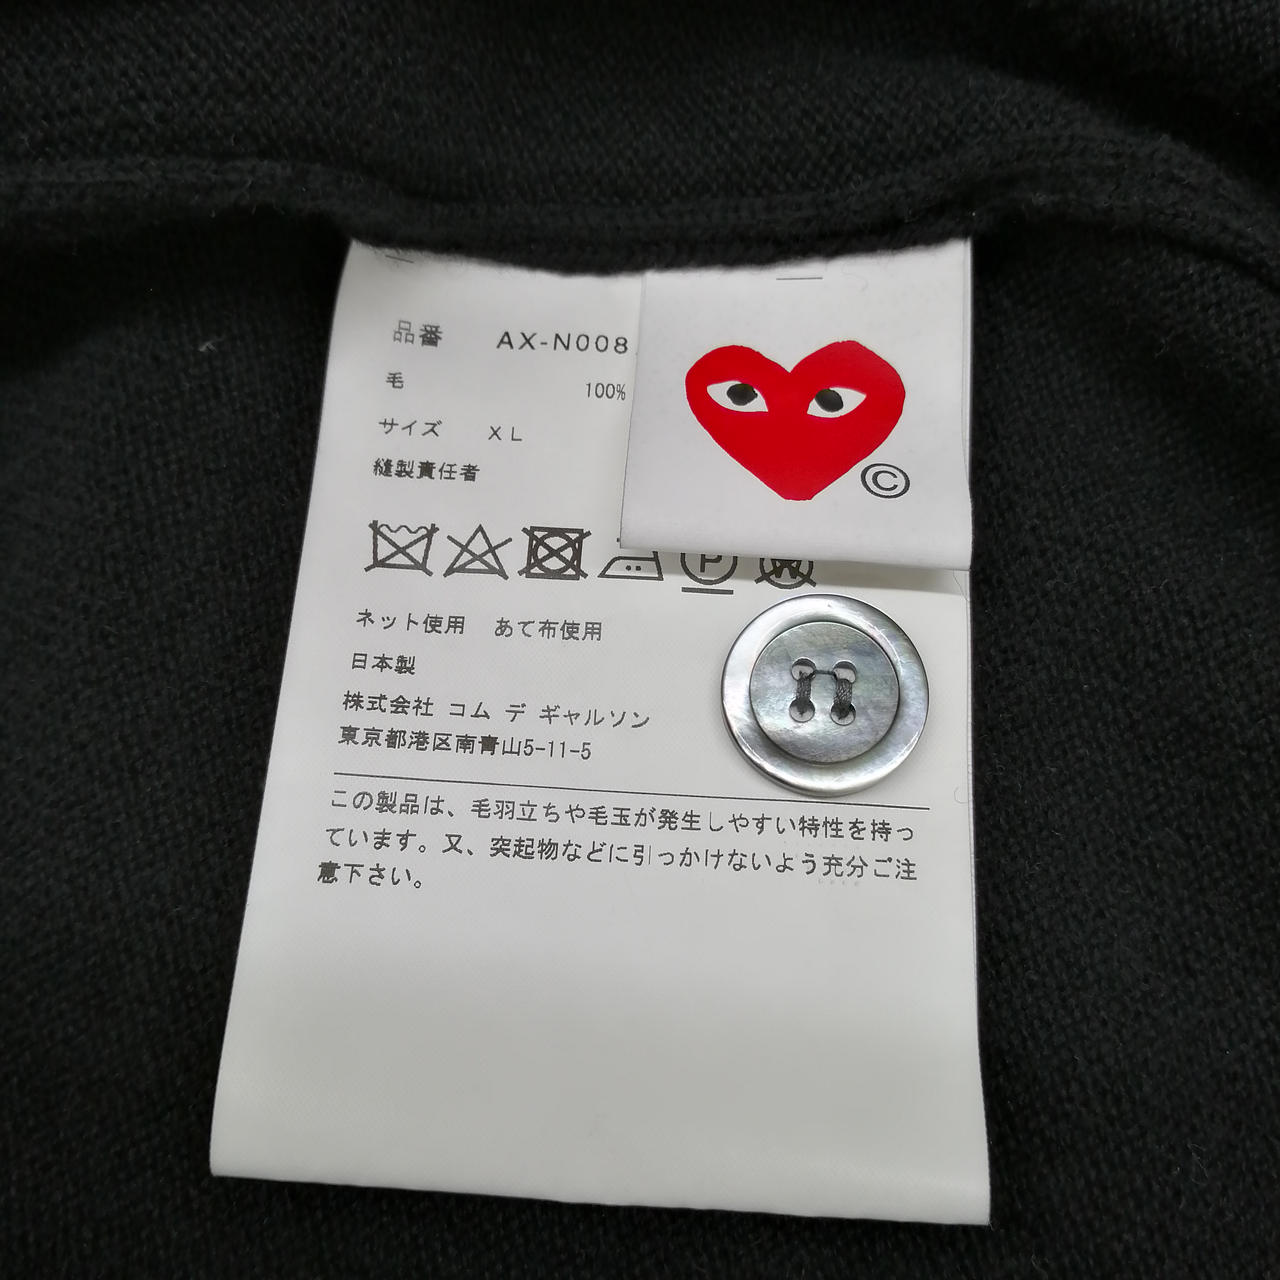 品番 AX-N008
毛 100%
サイズ XL
縫製責任者
©
P
W
ネット使用 あて布使用
日本製
株式会社 コム デ ギャルソン
東京都港区南青山5-11-5
この製品は、毛羽立ちや毛玉が発生しやすい特性を持っ
ています。又、突起物などに引っかけないよう充分ご注
意下さい。